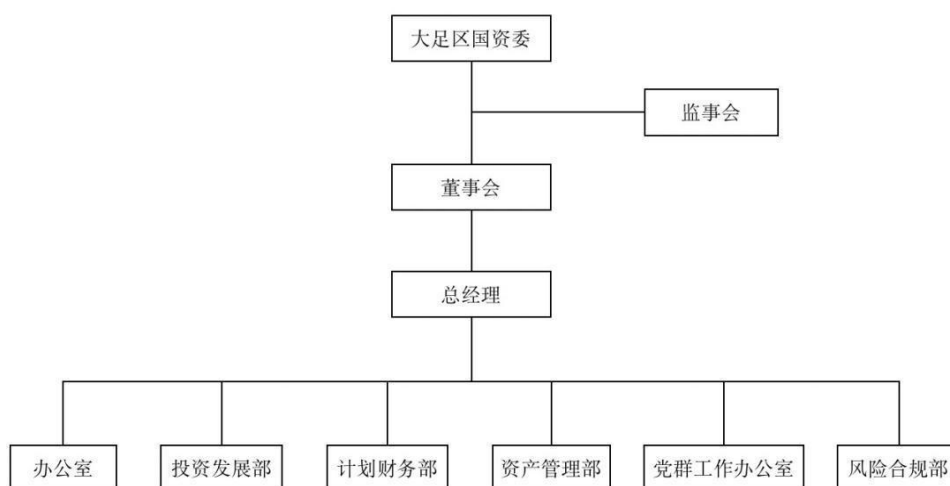 大足区国资委
监事会
董事会
总经理
办公室
投资发展部
计划财务部
资产管理部
党群工作办公室
风险合规部